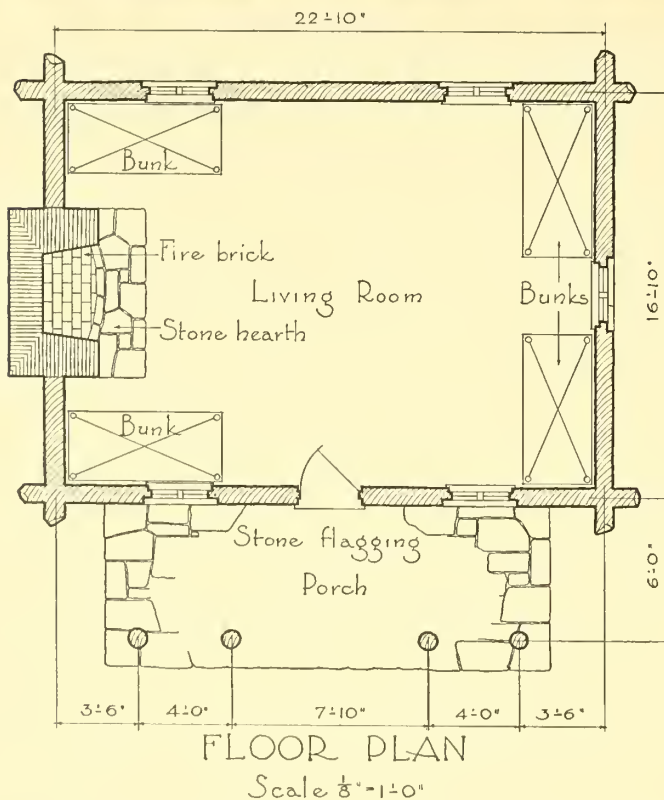 22'-10"
Bunk
Fire brick
Living Room
Bunks
16'-10"
Stone hearth
Bunk
Stone flagging
Porch
6'-0"
3'-6" 4'-0" 7'-10" 4'-0" 3'-6"
FLOOR PLAN
Scale 1/8" = 1'-0"